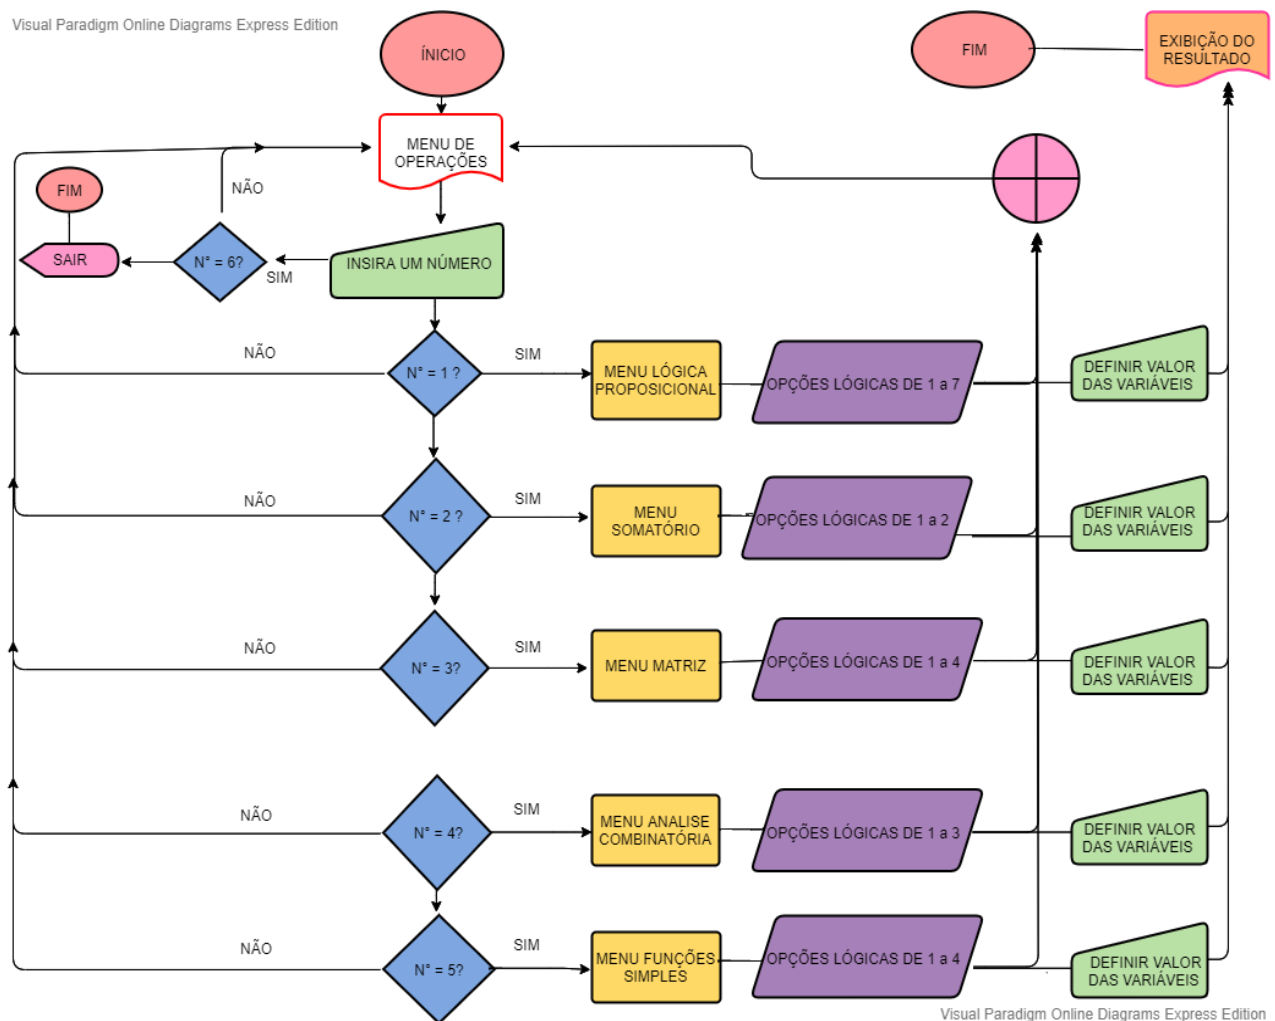 Visual Paradigm Online Diagrams Express Edition
ÍNICIO
FIM
EXIBIÇÃO DO
RESULTADO
MENU DE
OPERAÇÕES
FIM
NÃO
SAIR
N° = 6?
SIM
INSIRA UM NÚMERO
NÃO
N° = 1 ?
SIM
MENU LÓGICA
PROPOSICIONAL
OPÇÕES LÓGICAS DE 1 a 7
DEFINIR VALOR
DAS VARIÁVEIS
NÃO
N° = 2 ?
SIM
MENU
SOMATÓRIO
OPÇÕES LÓGICAS DE 1 a 2
DEFINIR VALOR
DAS VARIÁVEIS
NÃO
N° = 3?
SIM
MENU MATRIZ
OPÇÕES LÓGICAS DE 1 a 4
DEFINIR VALOR
DAS VARIÁVEIS
NÃO
N° = 4?
SIM
MENU ANALISE
COMBINATÓRIA
OPÇÕES LÓGICAS DE 1 a 3
DEFINIR VALOR
DAS VARIÁVEIS
NÃO
N° = 5?
SIM
MENU FUNÇÕES
SIMPLES
OPÇÕES LÓGICAS DE 1 a 4
DEFINIR VALOR
DAS VARIÁVEIS
Visual Paradigm Online Diagrams Express Edition